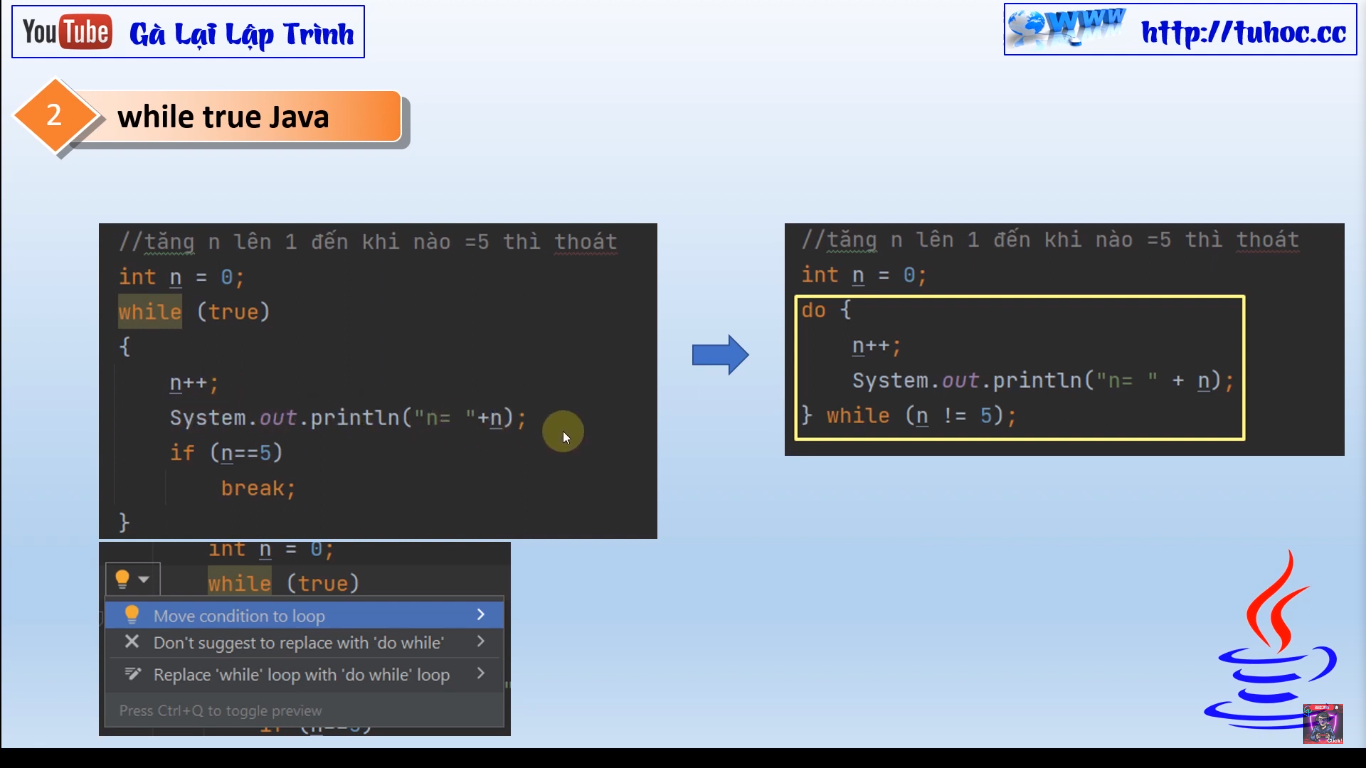 YouTube Gà Lại Lập Trình
www http://tuhoc.cc
2 while true Java
//tăng n lên 1 đến khi nào =5 thì thoát
int n = 0;
while (true)
{
n++;
System.out.println("n= "+n);
if (n==5)
break;
}
//tăng n lên 1 đến khi nào =5 thì thoát
int n = 0;
do {
n++;
System.out.println("n= " + n);
} while (n != 5);
int n = 0;
while (true)
Move condition to loop
Don't suggest to replace with 'do while'
Replace 'while' loop with 'do while' loop
Press Ctrl+Q to toggle preview